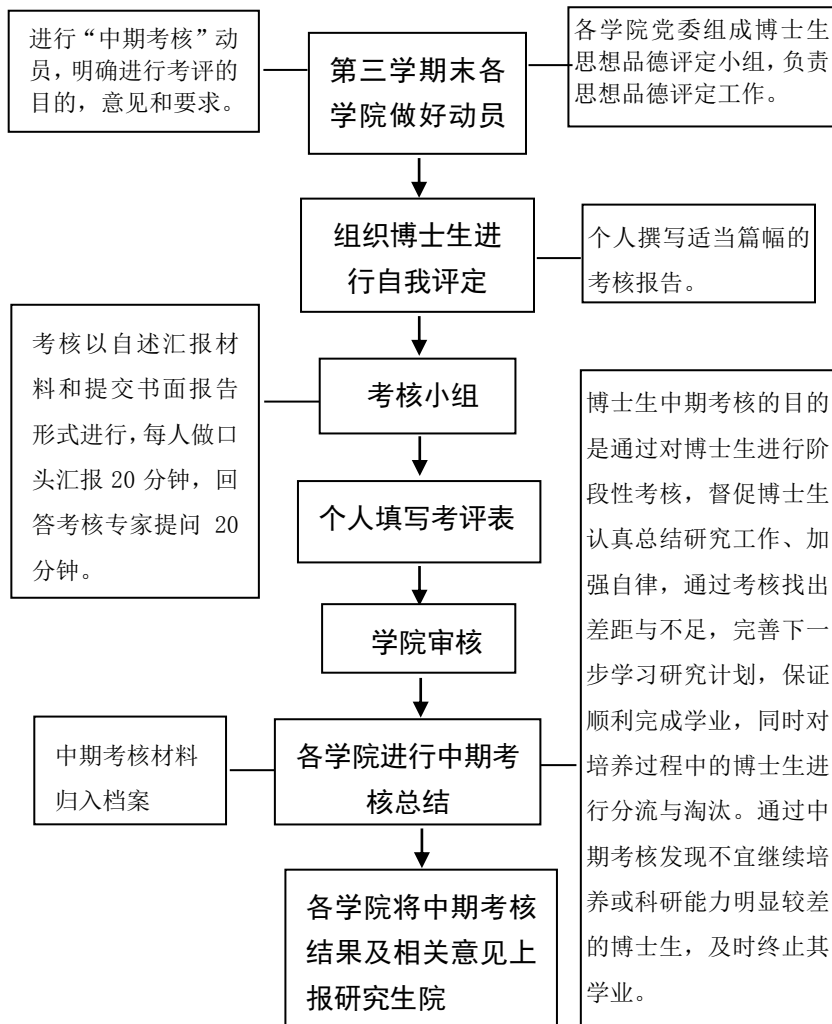 进行“中期考核”动
员，明确进行考评的
目的，意见和要求。
第三学期末各
学院做好动员
各学院党委组成博士生
思想品德评定小组，负责
思想品德评定工作。
组织博士生进
行自我评定
个人撰写适当篇幅的
考核报告。
考核以自述汇报材
料和提交书面报告
形式进行，每人做口
头汇报 20 分钟，回
答考核专家提问 20
分钟。
考核小组
个人填写考评表
学院审核
中期考核材料
归入档案
各学院进行中期考
核总结
博士生中期考核的目的
是通过对博士生进行阶
段性考核，督促博士生
认真总结研究工作、加
强自律，通过考核找出
差距与不足，完善下一
步学习研究计划，保证
顺利完成学业，同时对
培养过程中的博士生进
行分流与淘汰。通过中
期考核发现不宜继续培
养或科研能力明显较差
的博士生，及时终止其
学业。
各学院将中期考核
结果及相关意见上
报研究生院